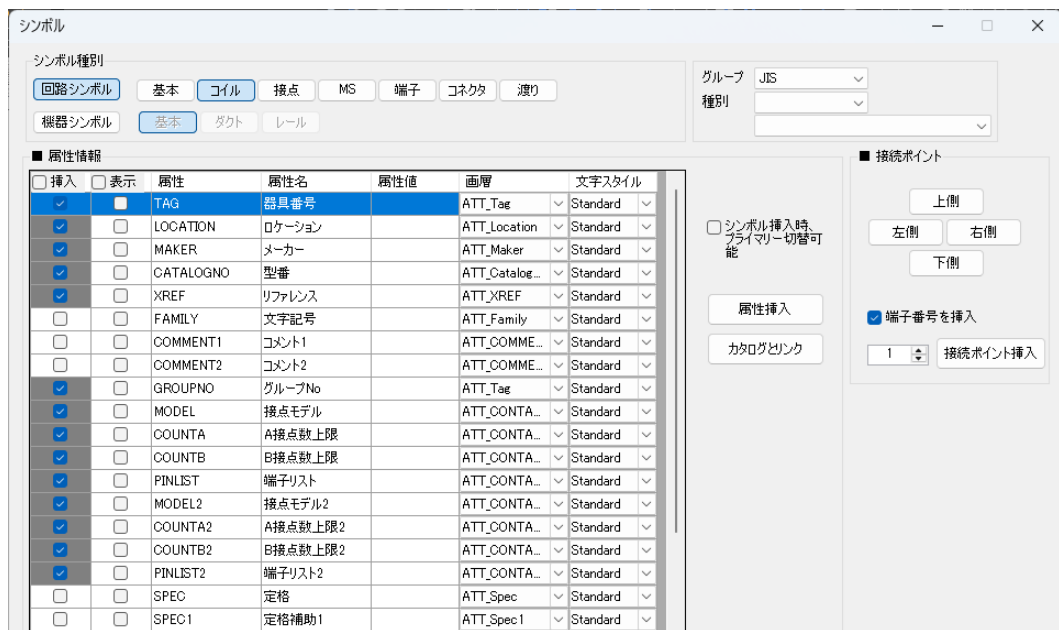 シンボル
シンボル種別
回路シンボル 基本 コイル 接点 MS 端子 コネクタ 渡り
機器シンボル 基本 ダクト レール
グループ JIS
種別
■ 属性情報
挿入 表示 属性 属性名 属性値 画層 文字スタイル
TAG 器具番号 ATT_Tag Standard
LOCATION ロケーション ATT_Location Standard
MAKER メーカー ATT_Maker Standard
CATALOGNO 型番 ATT_Catalog... Standard
XREF リファレンス ATT_XREF Standard
FAMILY 文字記号 ATT_Family Standard
COMMENT1 コメント1 ATT_COMME... Standard
COMMENT2 コメント2 ATT_COMME... Standard
GROUPNO グループNo ATT_Tag Standard
MODEL 接点モデル ATT_CONTA... Standard
COUNTA A接点数上限 ATT_CONTA... Standard
COUNTB B接点数上限 ATT_CONTA... Standard
PINLIST 端子リスト ATT_CONTA... Standard
MODEL2 接点モデル2 ATT_CONTA... Standard
COUNTA2 A接点数上限2 ATT_CONTA... Standard
COUNTB2 B接点数上限2 ATT_CONTA... Standard
PINLIST2 端子リスト2 ATT_CONTA... Standard
SPEC 定格 ATT_Spec Standard
SPEC1 定格補助1 ATT_Spec1 Standard
シンボル挿入時、
プライマリー切替可
能
属性挿入
カタログとリンク
■ 接続ポイント
上側
左側 右側
下側
端子番号を挿入
1 接続ポイント挿入